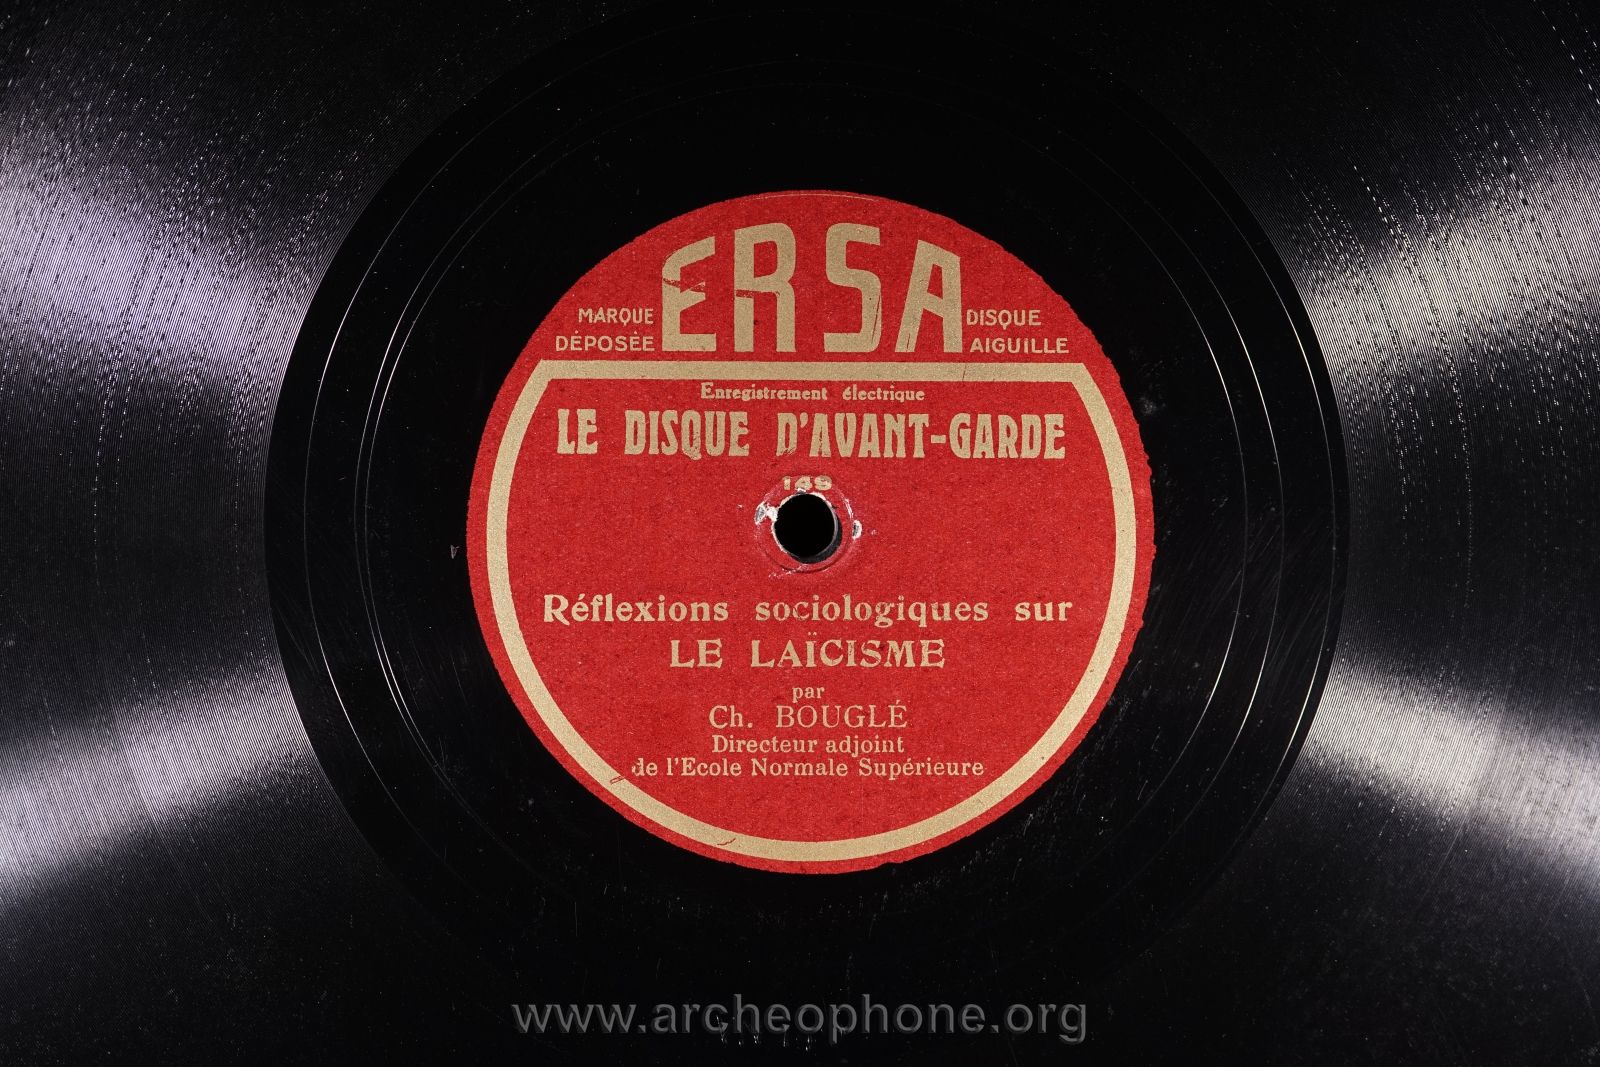 ERSA
MARQUE DÉPOSÉE
DISQUE AIGUILLE
Enregistrement électrique
LE DISQUE D'AVANT-GARDE
149
Réflexions sociologiques sur
LE LAÏCISME
par
Ch. BOUGLÉ
Directeur adjoint
de l'Ecole Normale Supérieure
www.archeophone.org